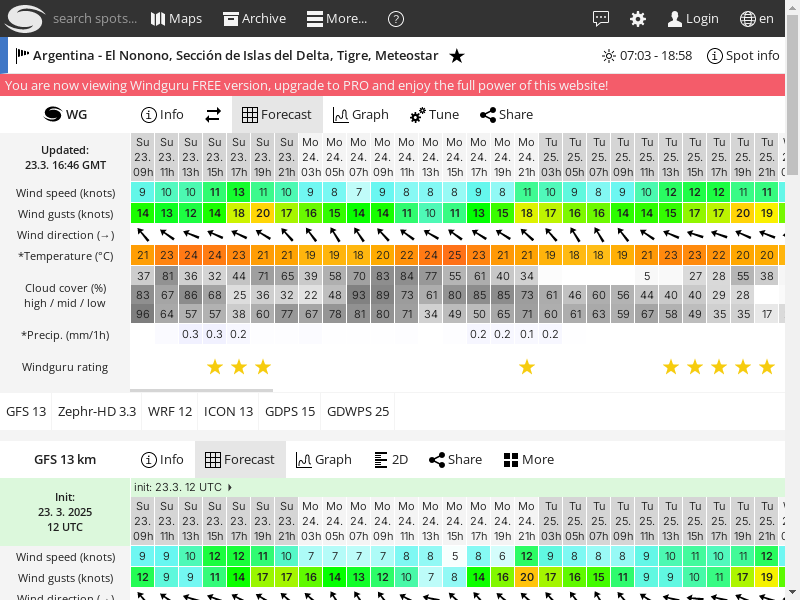 search spots... Maps Archive More... ? Login en
Argentina - El Nonono, Sección de Islas del Delta, Tigre, Meteostar ★ 07:03 - 18:58 Spot info
You are now viewing Windguru FREE version, upgrade to PRO and enjoy the full power of this website!
WG Info Forecast Graph Tune Share
Updated:
23.3. 16:46 GMT
Su Su Su Su Su Su Su Mo Mo Mo Mo Mo Mo Mo Mo Mo Mo Tu Tu Tu Tu Tu Tu Tu Tu Tu Tu W
23. 23. 23. 23. 23. 23. 23. 24. 24. 24. 24. 24. 24. 24. 24. 24. 24. 25. 25. 25. 25. 25. 25. 25. 25. 25. 25.
09h 11h 13h 15h 17h 19h 21h 03h 05h 07h 09h 11h 13h 15h 17h 19h 21h 03h 05h 07h 09h 11h 13h 15h 17h 19h 21h
Wind speed (knots) 9 10 10 11 13 11 10 9 8 7 9 8 8 8 9 8 11 10 9 8 9 10 12 12 12 11 11
Wind gusts (knots) 14 13 12 14 18 20 17 16 15 14 14 11 10 11 13 15 18 17 16 16 14 14 15 17 17 20 19
Wind direction (→)
*Temperature (°C) 21 23 24 24 23 21 21 19 19 18 20 22 24 25 23 21 21 19 18 18 19 21 23 23 22 20 20
Cloud cover (%)
high / mid / low
37 81 36 32 44 71 65 39 58 70 83 84 77 55 61 40 34 5 27 28 55 38
83 67 86 68 25 36 32 22 48 93 89 73 61 80 85 85 73 61 46 60 56 44 40 40 29 28
96 64 57 57 38 60 77 67 78 81 80 71 34 49 50 65 71 60 61 63 59 67 58 49 35 35 17
*Precip. (mm/1h) 0.3 0.3 0.2 0.2 0.2 0.1 0.2
Windguru rating
GFS 13 Zephr-HD 3.3 WRF 12 ICON 13 GDPS 15 GDWPS 25
GFS 13 km Info Forecast Graph 2D Share More
Init:
23. 3. 2025
12 UTC
init: 23.3. 12 UTC
Su Su Su Su Su Su Su Mo Mo Mo Mo Mo Mo Mo Mo Mo Mo Tu Tu Tu Tu Tu Tu Tu Tu Tu Tu
23. 23. 23. 23. 23. 23. 23. 24. 24. 24. 24. 24. 24. 24. 24. 24. 24. 25. 25. 25. 25. 25. 25. 25. 25. 25. 25.
09h 11h 13h 15h 17h 19h 21h 03h 05h 07h 09h 11h 13h 15h 17h 19h 21h 03h 05h 07h 09h 11h 13h 15h 17h 19h 21h
Wind speed (knots) 9 9 10 12 12 11 10 7 7 7 7 8 8 5 8 6 12 9 8 8 8 9 10 11 10 11 12
Wind gusts (knots) 12 9 9 11 14 17 17 16 14 13 12 10 7 8 14 16 20 17 16 15 11 9 9 10 11 17 19
Wind direction (→)